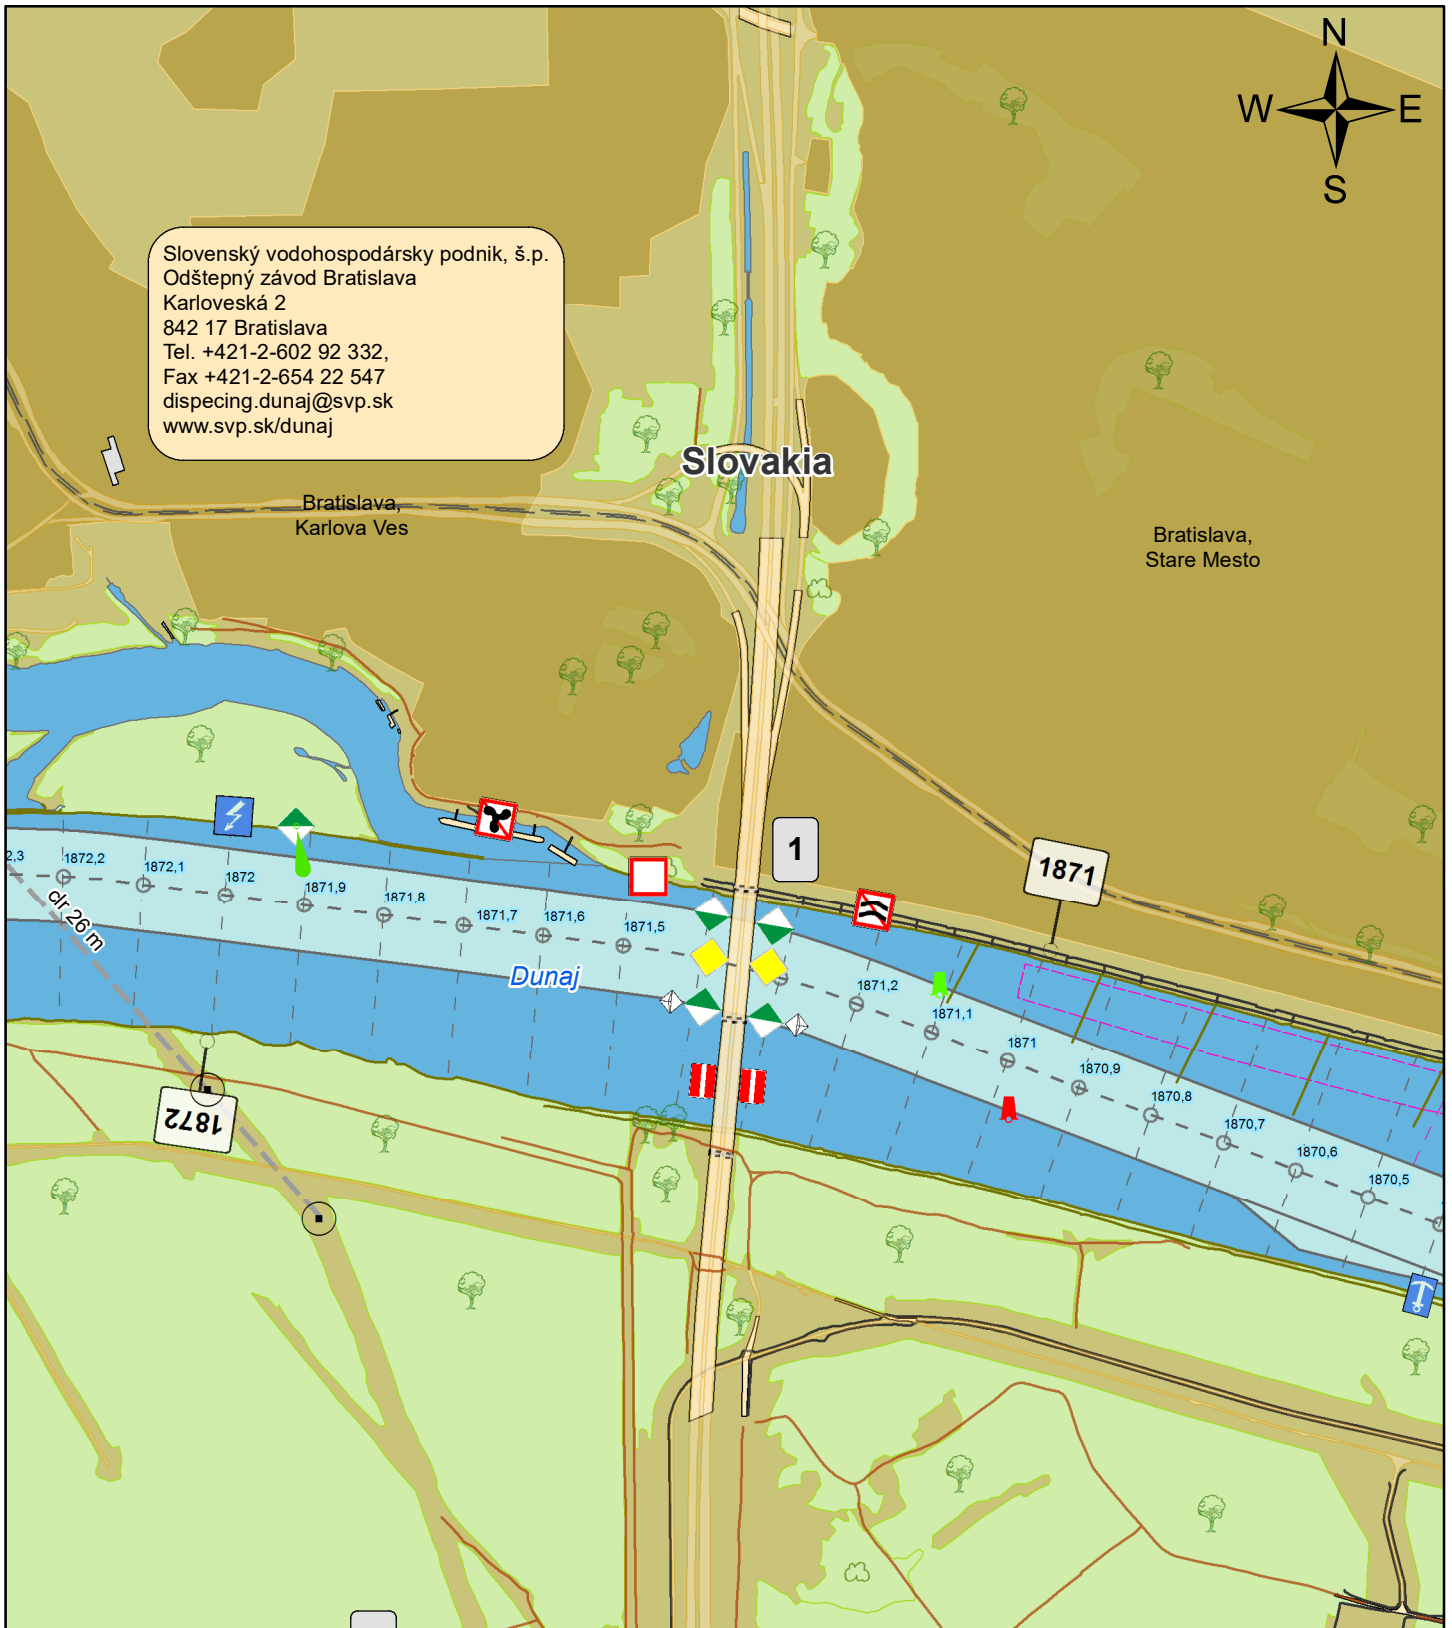 N
W E
S
Slovenský vodohospodársky podnik, š.p.
Odštepný závod Bratislava
Karloveská 2
842 17 Bratislava
Tel. +421-2-602 92 332,
Fax +421-2-654 22 547
dispecing.dunaj@svp.sk
www.svp.sk/dunaj
Slovakia
Bratislava,
Karlova Ves
Bratislava,
Stare Mesto
1
1871
2,3
1872,2
1872,1
1872
1871,9
1871,8
1871,7
1871,6
1871,5
clr 26 m
Dunaj
1871,2
1871,1
1871
1870,9
1870,8
1870,7
1870,6
1870,5
1872